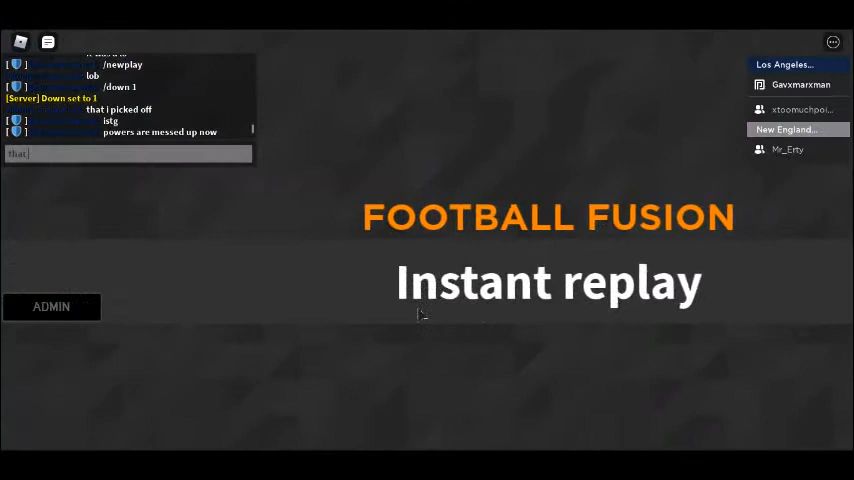 [ ] /newplay
lob
[ ] /down 1
[Server] Down set to 1
that i picked off
[ ] istg
[ ] powers are messed up now
that
Los Angeles...
Gavxmarxman
xtoomuchpoi...
New England...
Mr_Erty
FOOTBALL FUSION
Instant replay
ADMIN